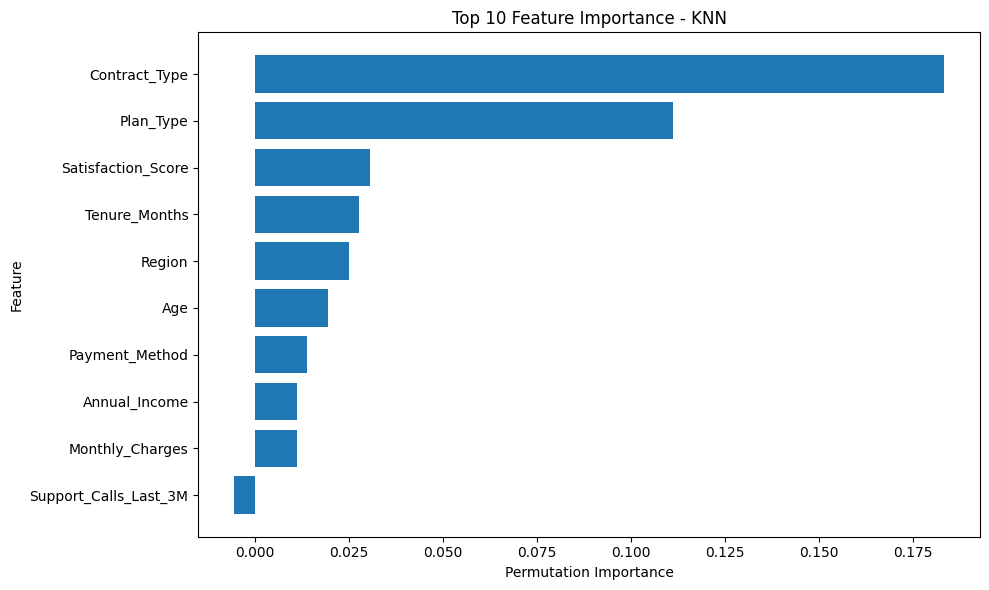 Top 10 Feature Importance - KNN
Feature
Contract_Type
Plan_Type
Satisfaction_Score
Tenure_Months
Region
Age
Payment_Method
Annual_Income
Monthly_Charges
Support_Calls_Last_3M
0.000 0.025 0.050 0.075 0.100 0.125 0.150 0.175
Permutation Importance